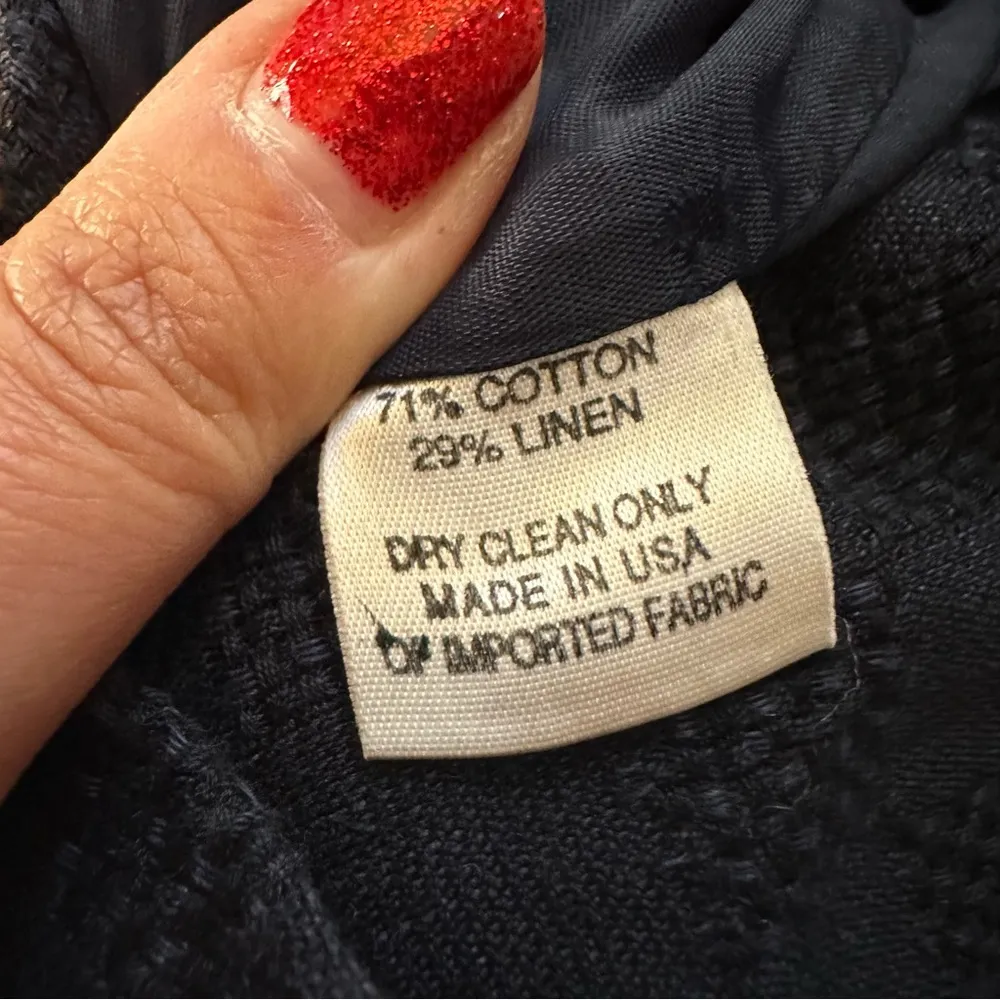 71% COTTON
29% LINEN
DRY CLEAN ONLY
MADE IN USA
OF IMPORTED FABRIC